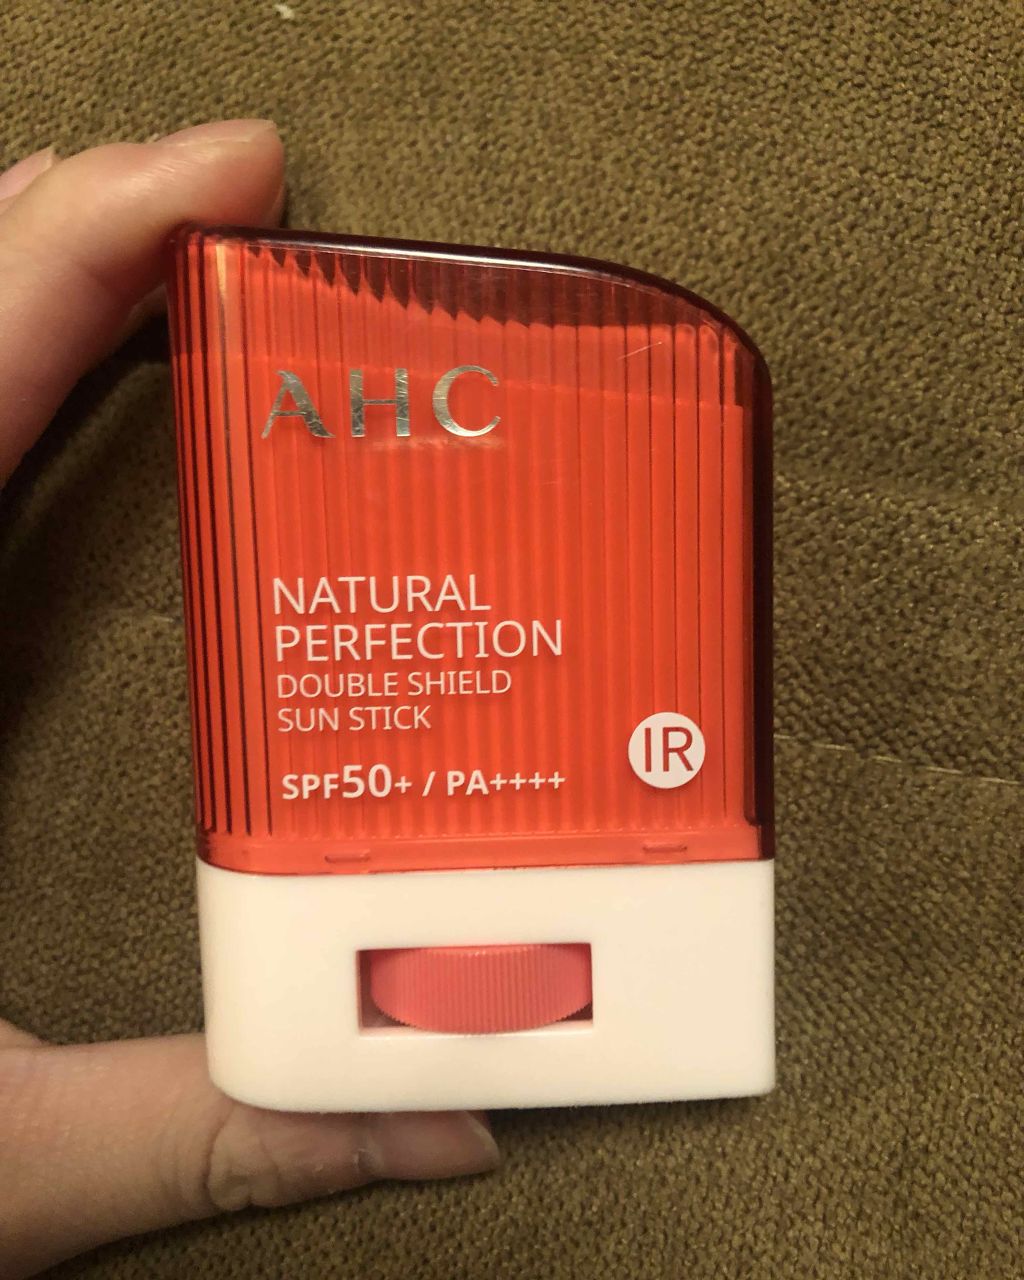 AHC
NATURAL
PERFECTION
DOUBLE SHIELD
SUN STICK
SPF50+ / PA++++
IR